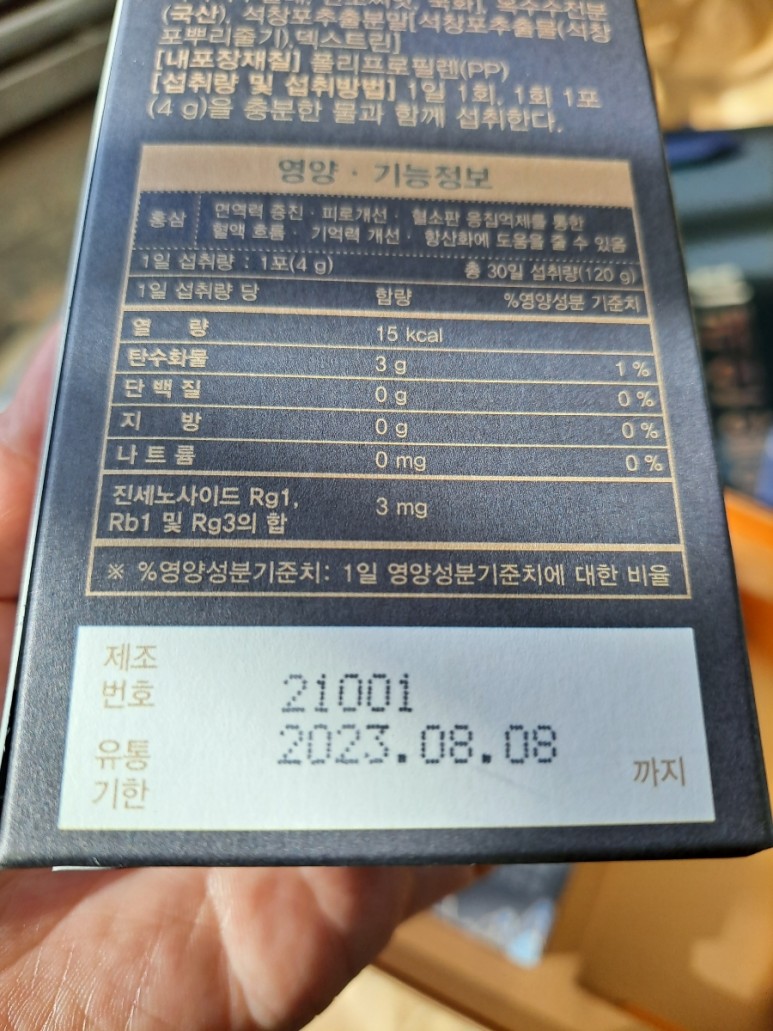 옥수수전분
(국산), 석창포추출분말[석창포추출물(석창
포뿌리줄기),덱스트린]
[내포장재질] 폴리프로필렌(PP)
[섭취량 및 섭취방법] 1일 1회, 1회 1포
(4 g)을 충분한 물과 함께 섭취한다.
영양 · 기능정보
홍삼
면역력 증진 · 피로개선 · 혈소판 응집억제를 통한
혈액 흐름 · 기억력 개선 · 항산화에 도움을 줄 수 있음
1일 섭취량 : 1포(4 g) 총 30일 섭취량(120 g)
1일 섭취량 당 함량 %영양성분 기준치
열 량 15 kcal
탄수화물 3 g 1 %
단 백 질 0 g 0 %
지 방 0 g 0 %
나 트 륨 0 mg 0 %
진세노사이드 Rg1,
Rb1 및 Rg3의 합 3 mg
※ %영양성분기준치: 1일 영양성분기준치에 대한 비율
제조
번호 21001
유통 2023.08.08
기한 까지